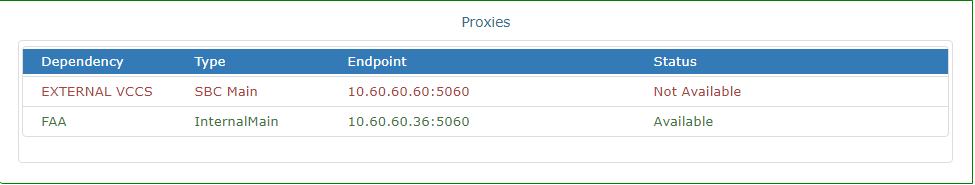 Proxies
Dependency Type Endpoint Status
EXTERNAL VCCS SBC Main 10.60.60.60:5060 Not Available
FAA InternalMain 10.60.60.36:5060 Available